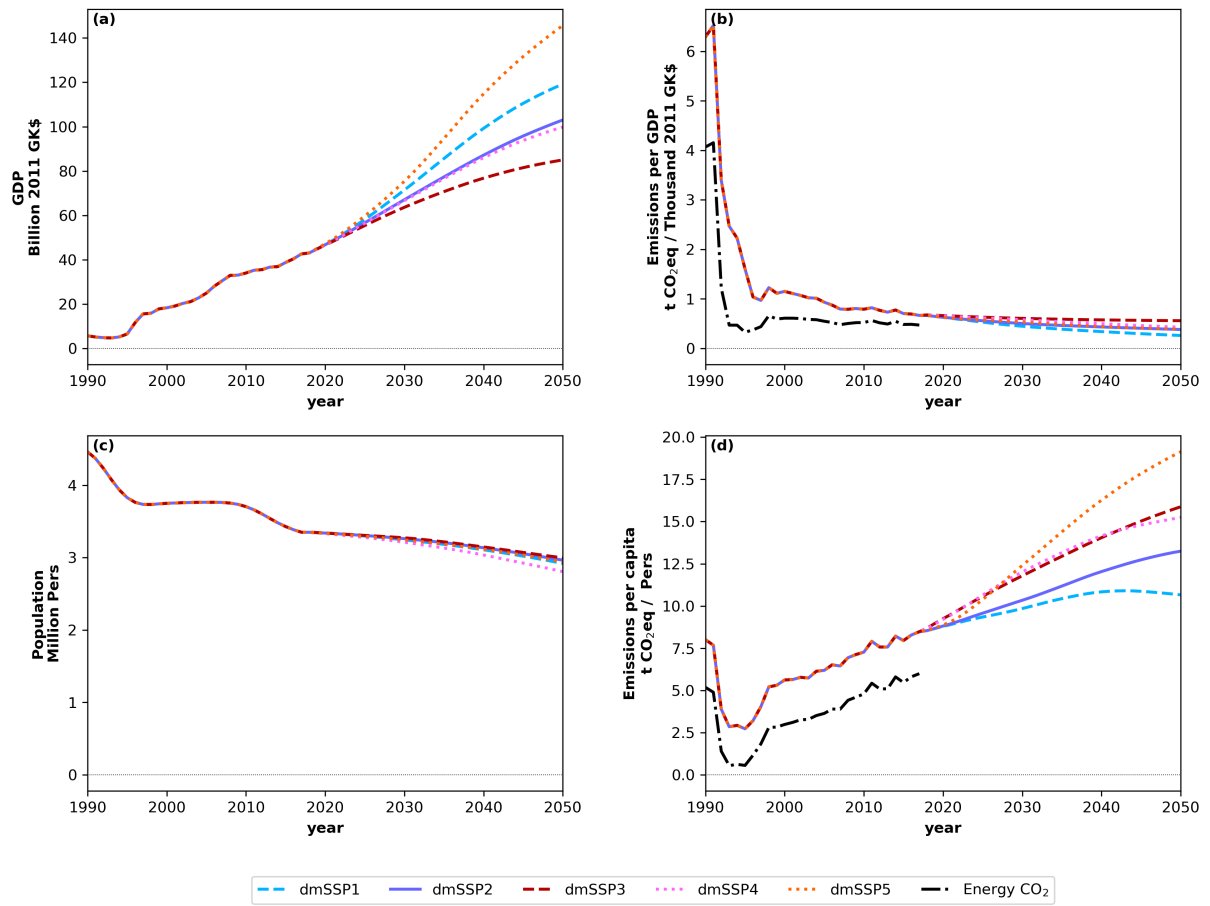 (a)
GDP
Billion 2011 GK$
140
120
100
80
60
40
20
0
1990 2000 2010 2020 2030 2040 2050
year
(b)
Emissions per GDP
t CO₂eq / Thousand 2011 GK$
6
5
4
3
2
1
0
1990 2000 2010 2020 2030 2040 2050
year
(c)
Population
Million Pers
4
3
2
1
0
1990 2000 2010 2020 2030 2040 2050
year
(d)
Emissions per capita
t CO₂eq / Pers
20.0
17.5
15.0
12.5
10.0
7.5
5.0
2.5
0.0
1990 2000 2010 2020 2030 2040 2050
year
dmSSP1 dmSSP2 dmSSP3 dmSSP4 dmSSP5 Energy CO₂